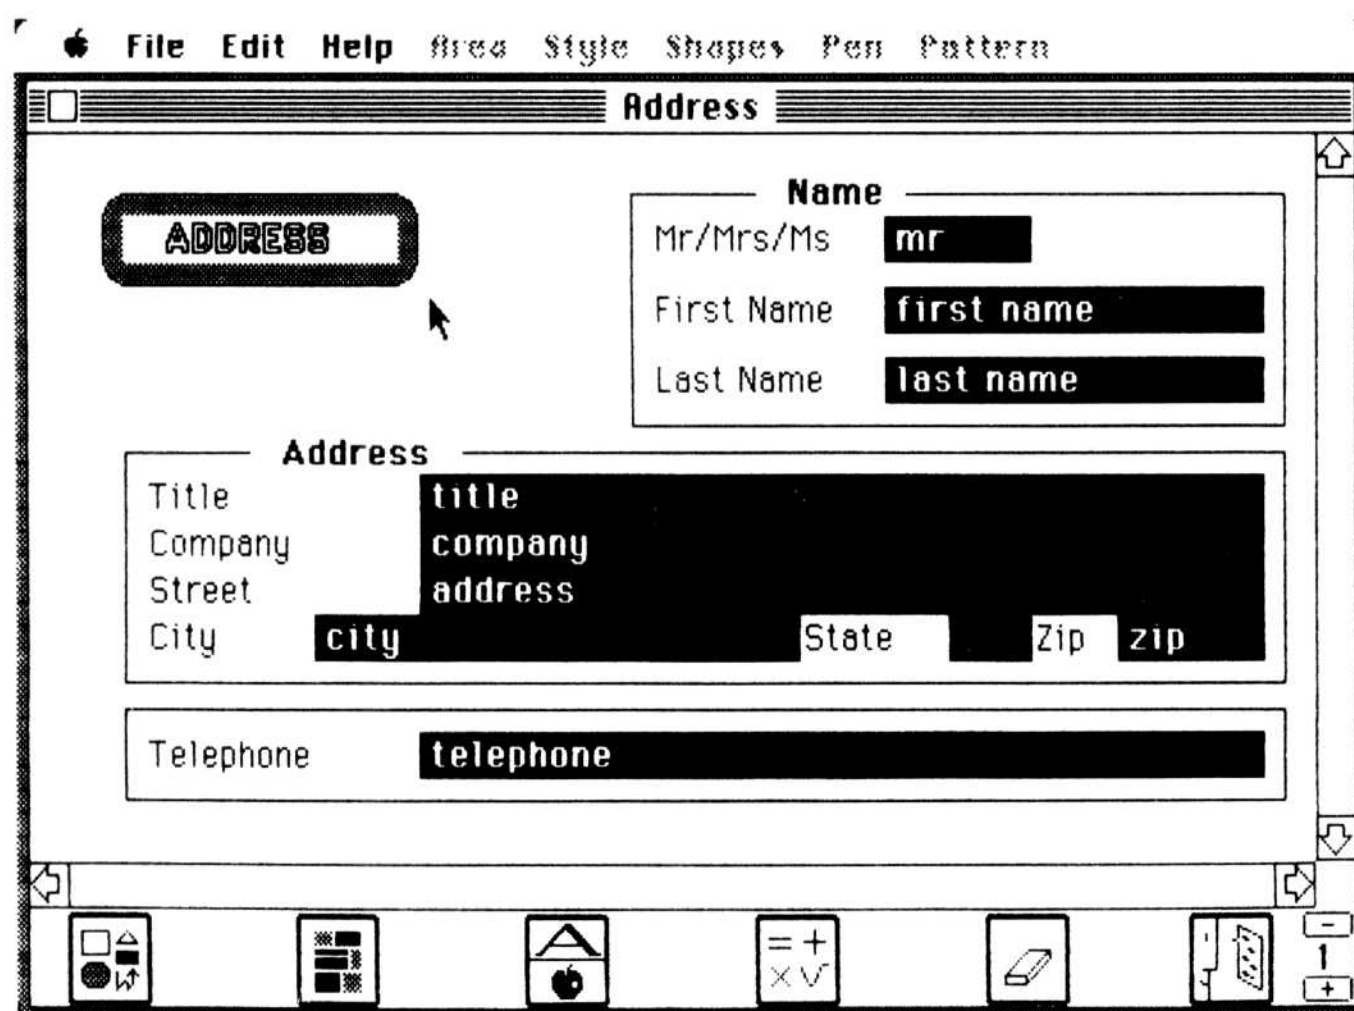 File Edit Help Area Style Shapes Pen Pattern
Address
ADDRESS
Name
Mr/Mrs/Ms mr
First Name first name
Last Name last name
Address
Title title
Company company
Street address
City city State Zip zip
Telephone telephone
A
= +
× √
-
1
+